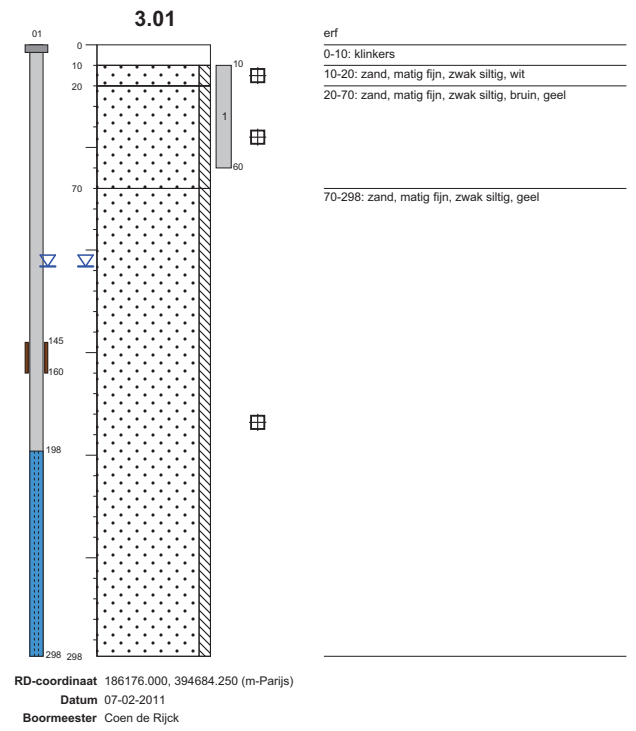 3.01
01
erf
0
0-10: klinkers
10
10
10-20: zand, matig fijn, zwak siltig, wit
20
20-70: zand, matig fijn, zwak siltig, bruin, geel
1
60
70
70-298: zand, matig fijn, zwak siltig, geel
145
160
198
298
298
RD-coordinaat 186176.000, 394684.250 (m-Parijs)
Datum 07-02-2011
Boormeester Coen de Rijck